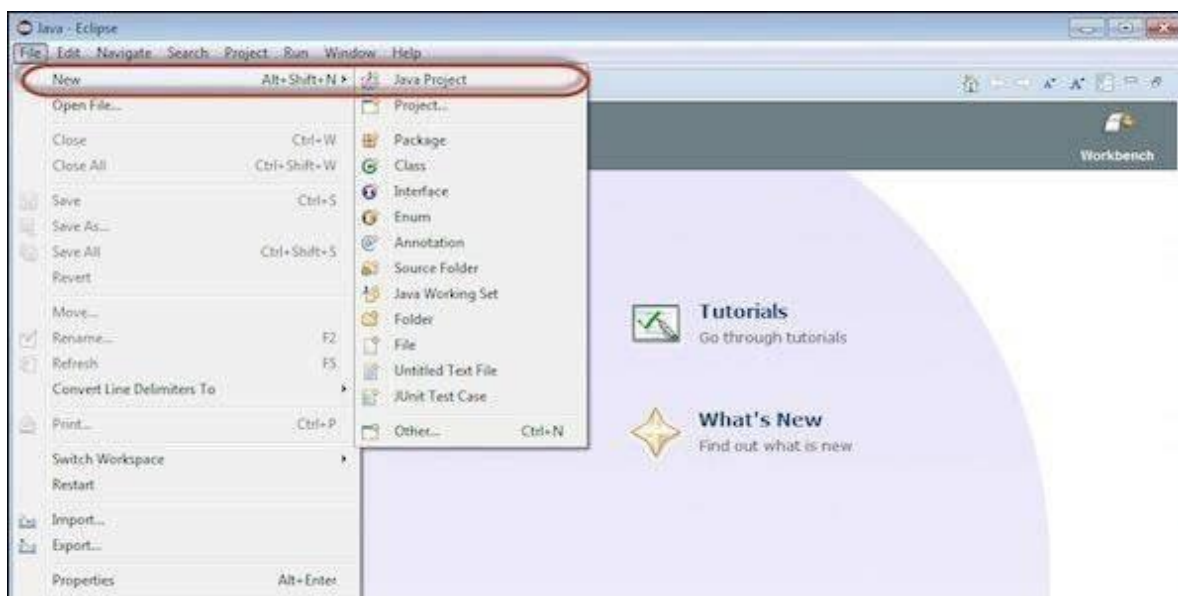 Java - Eclipse
File Edit Navigate Search Project Run Window Help
New Alt+Shift+N
Open File...
Close Ctrl+W
Close All Ctrl+Shift+W
Save Ctrl+S
Save As...
Save All Ctrl+Shift+S
Revert
Move...
Rename... F2
Refresh F5
Convert Line Delimiters To
Print... Ctrl+P
Switch Workspace
Restart
Import...
Export...
Properties Alt+Enter
Java Project
Project...
Package
Class
Interface
Enum
Annotation
Source Folder
Java Working Set
Folder
File
Untitled Text File
JUnit Test Case
Other... Ctrl+N
Workbench
Tutorials
Go through tutorials
What's New
Find out what is new